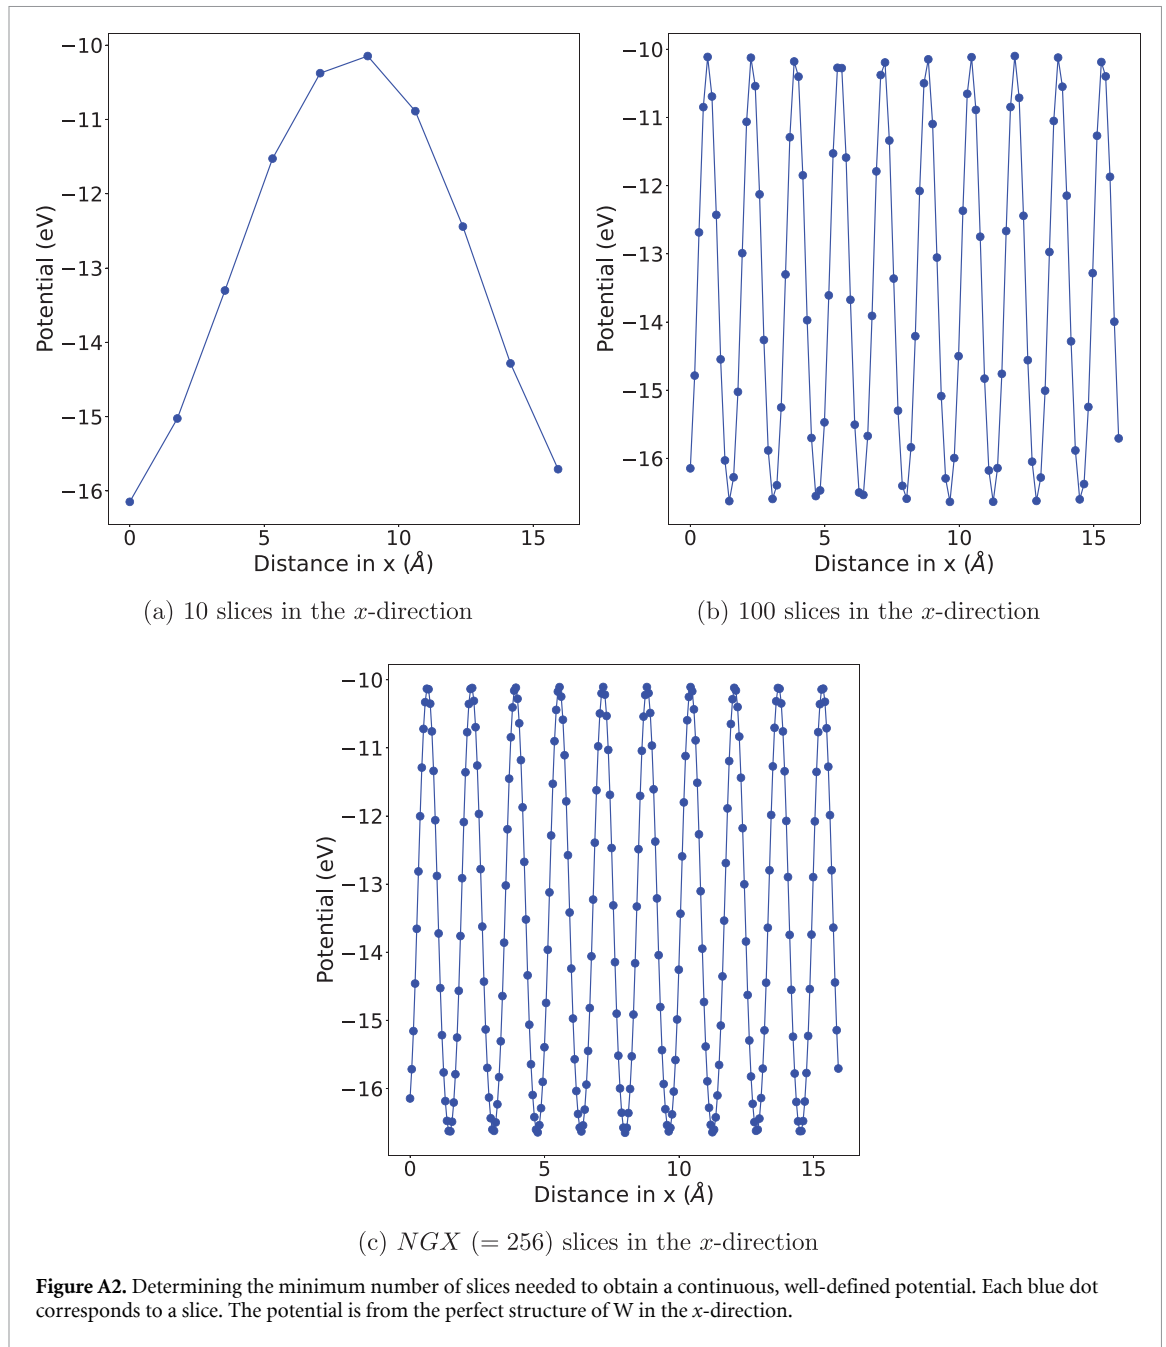 −10
−11
−12
−13
−14
−15
−16
Potential (eV)
0 5 10 15
Distance in x (Å)
(a) 10 slices in the x-direction
−10
−11
−12
−13
−14
−15
−16
Potential (eV)
0 5 10 15
Distance in x (Å)
(b) 100 slices in the x-direction
−10
−11
−12
−13
−14
−15
−16
Potential (eV)
0 5 10 15
Distance in x (Å)
(c) NGX (= 256) slices in the x-direction
Figure A2. Determining the minimum number of slices needed to obtain a continuous, well-defined potential. Each blue dot
corresponds to a slice. The potential is from the perfect structure of W in the x-direction.